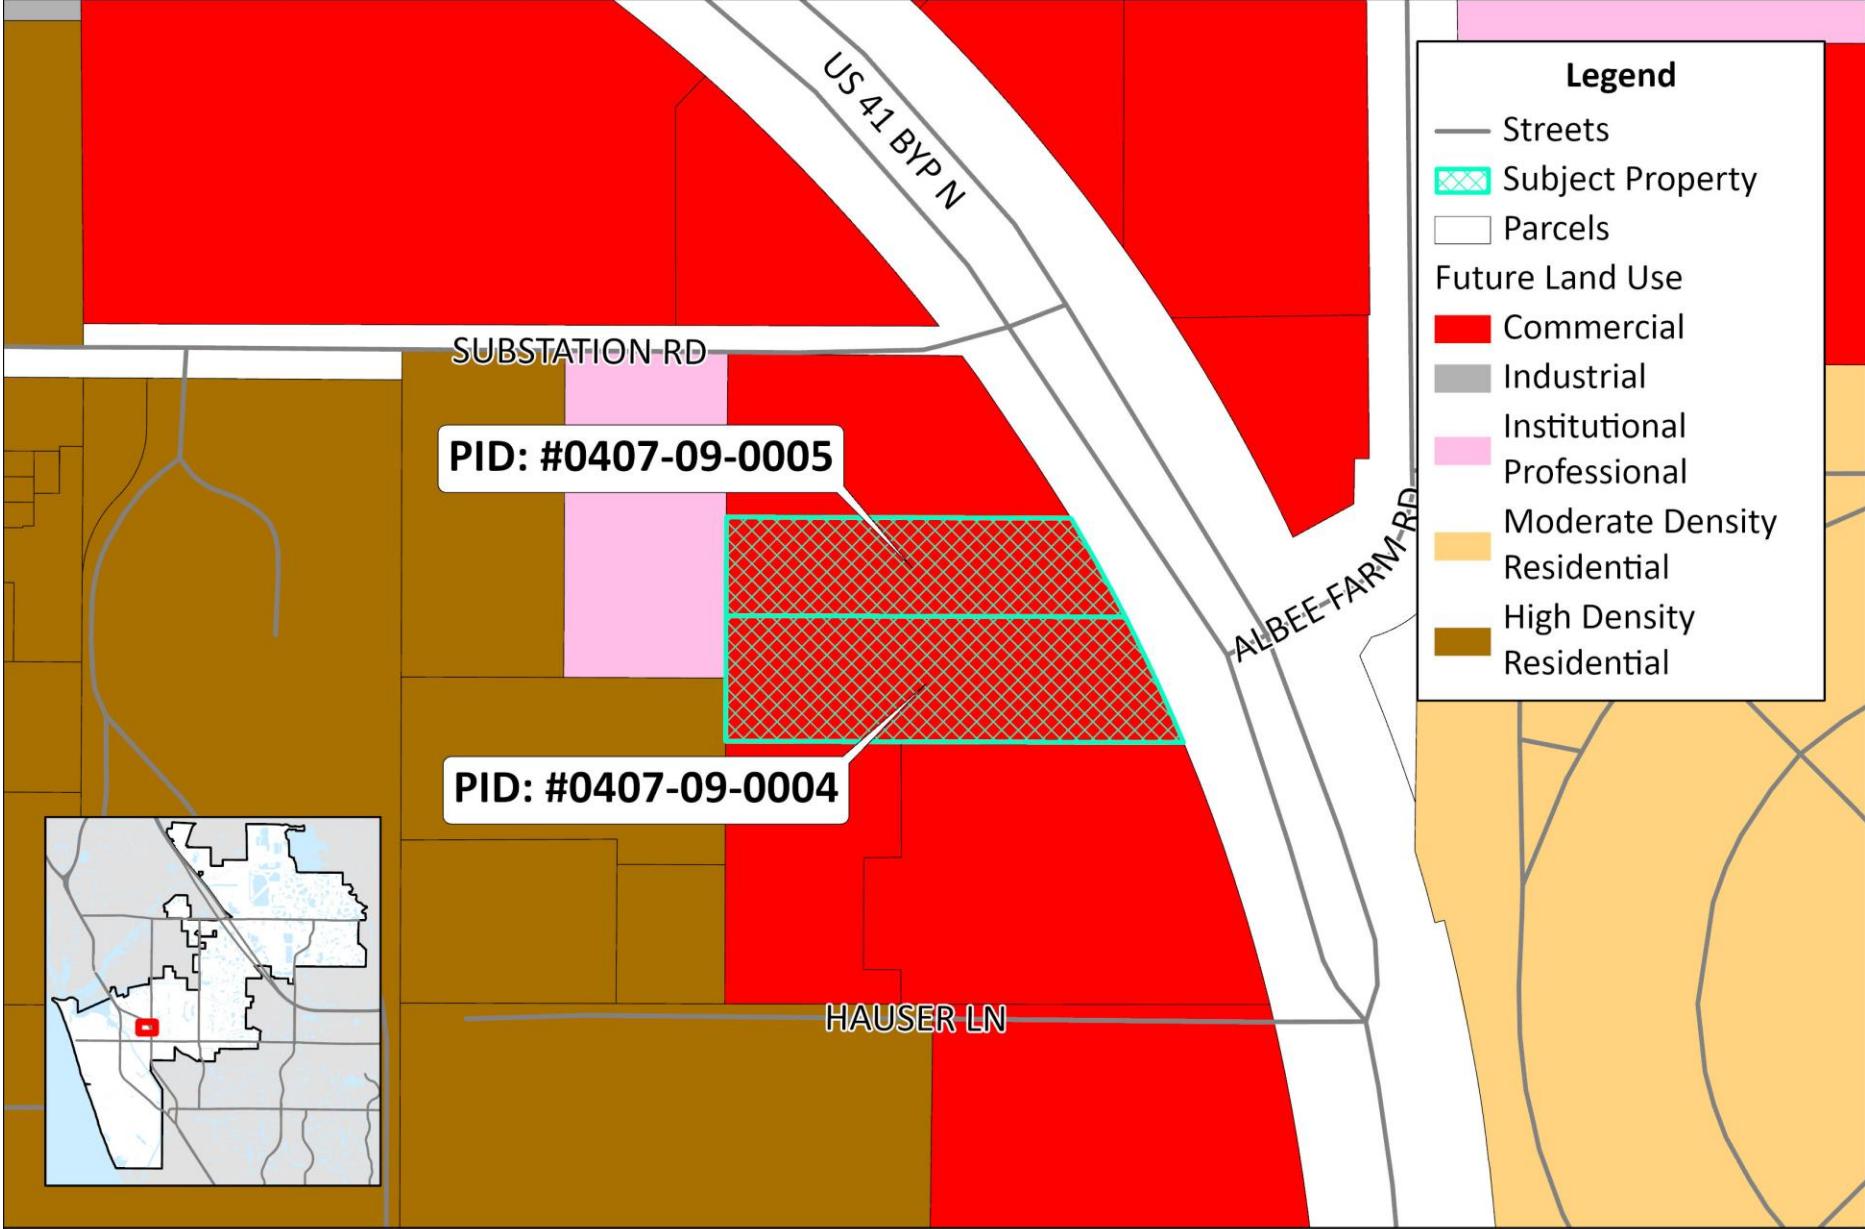 US 41 BYP N
SUBSTATION RD
PID: #0407-09-0005
ALBEE FARM RD
PID: #0407-09-0004
HAUSER LN
Legend
Streets
Subject Property
Parcels
Future Land Use
Commercial
Industrial
Institutional
Professional
Moderate Density
Residential
High Density
Residential